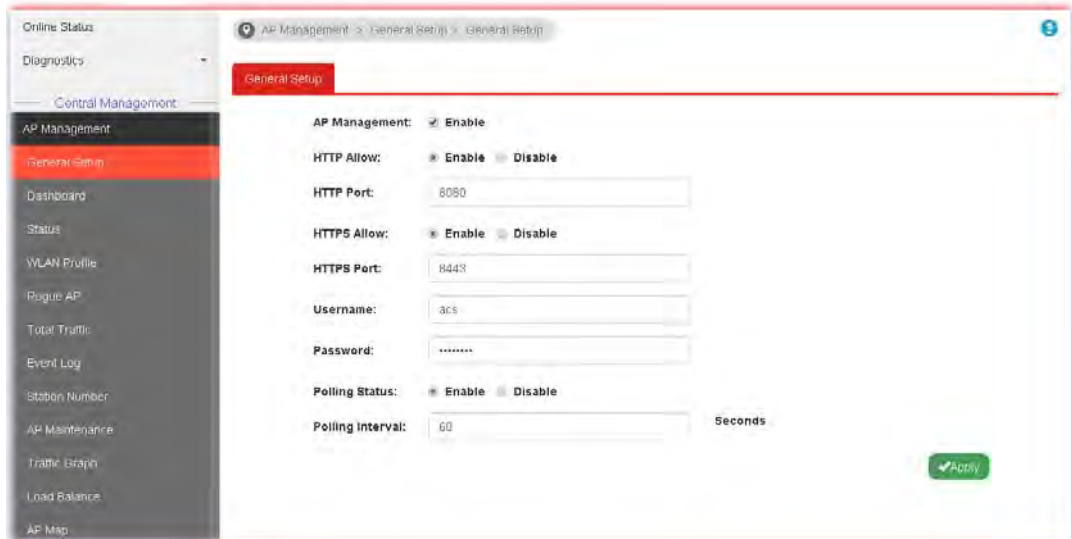 Online Status
Diagnostics
Central Management
AP Management
General Setup
Dashboard
Status
WLAN Profile
Rogue AP
Total Traffic
Event Log
Station Number
AP Maintenance
Traffic Graph
Load Balance
AP Map
AP Management > General Setup > General Setup
General Setup
AP Management: Enable
HTTP Allow: Enable Disable
HTTP Port: 8080
HTTPS Allow: Enable Disable
HTTPS Port: 8443
Username: acs
Password: ••••••••
Polling Status: Enable Disable
Polling Interval: 60 Seconds
Apply